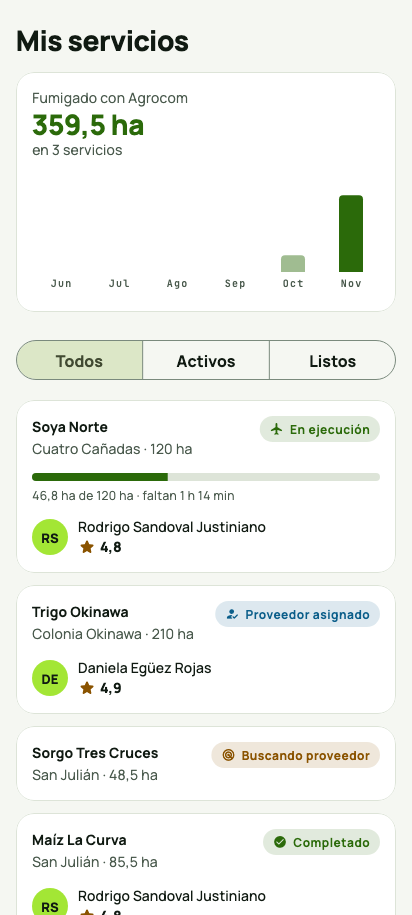 Mis servicios
Fumigado con Agrocom
359,5 ha
en 3 servicios
Jun Jul Ago Sep Oct Nov
Todos Activos Listos
Soya Norte En ejecución
Cuatro Cañadas · 120 ha
46,8 ha de 120 ha · faltan 1 h 14 min
RS Rodrigo Sandoval Justiniano
4,8
Trigo Okinawa Proveedor asignado
Colonia Okinawa · 210 ha
DE Daniela Egüez Rojas
4,9
Sorgo Tres Cruces Buscando proveedor
San Julián · 48,5 ha
Maíz La Curva Completado
San Julián · 85,5 ha
RS Rodrigo Sandoval Justiniano
4,8